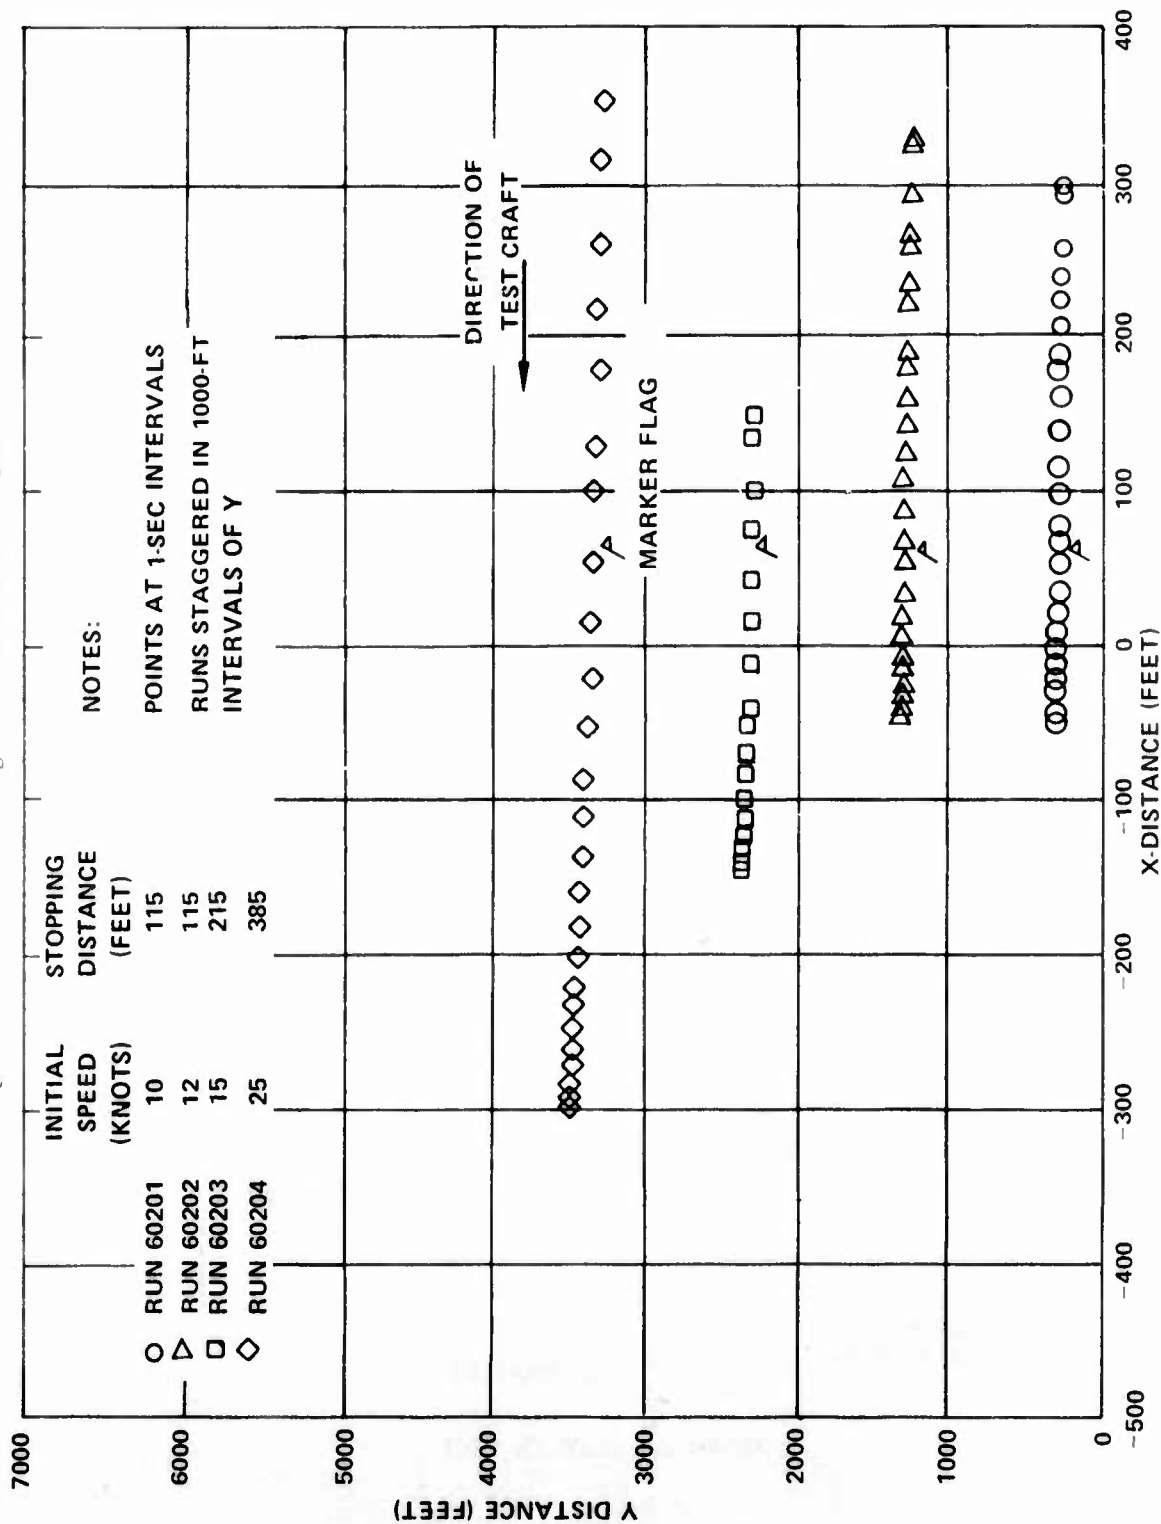 INITIAL SPEED (KNOTS)
STOPPING DISTANCE (FEET)
○ RUN 60201 10 115
△ RUN 60202 12 115
□ RUN 60203 15 215
◇ RUN 60204 25 385
NOTES:
POINTS AT 1-SEC INTERVALS
RUNS STAGGERED IN 1000-FT
INTERVALS OF Y
DIRECTION OF
TEST CRAFT
MARKER FLAG
Y DISTANCE (FEET)
7000
6000
5000
4000
3000
2000
1000
0
-500 -400 -300 -200 -100 0 100 200 300 400
X-DISTANCE (FEET)